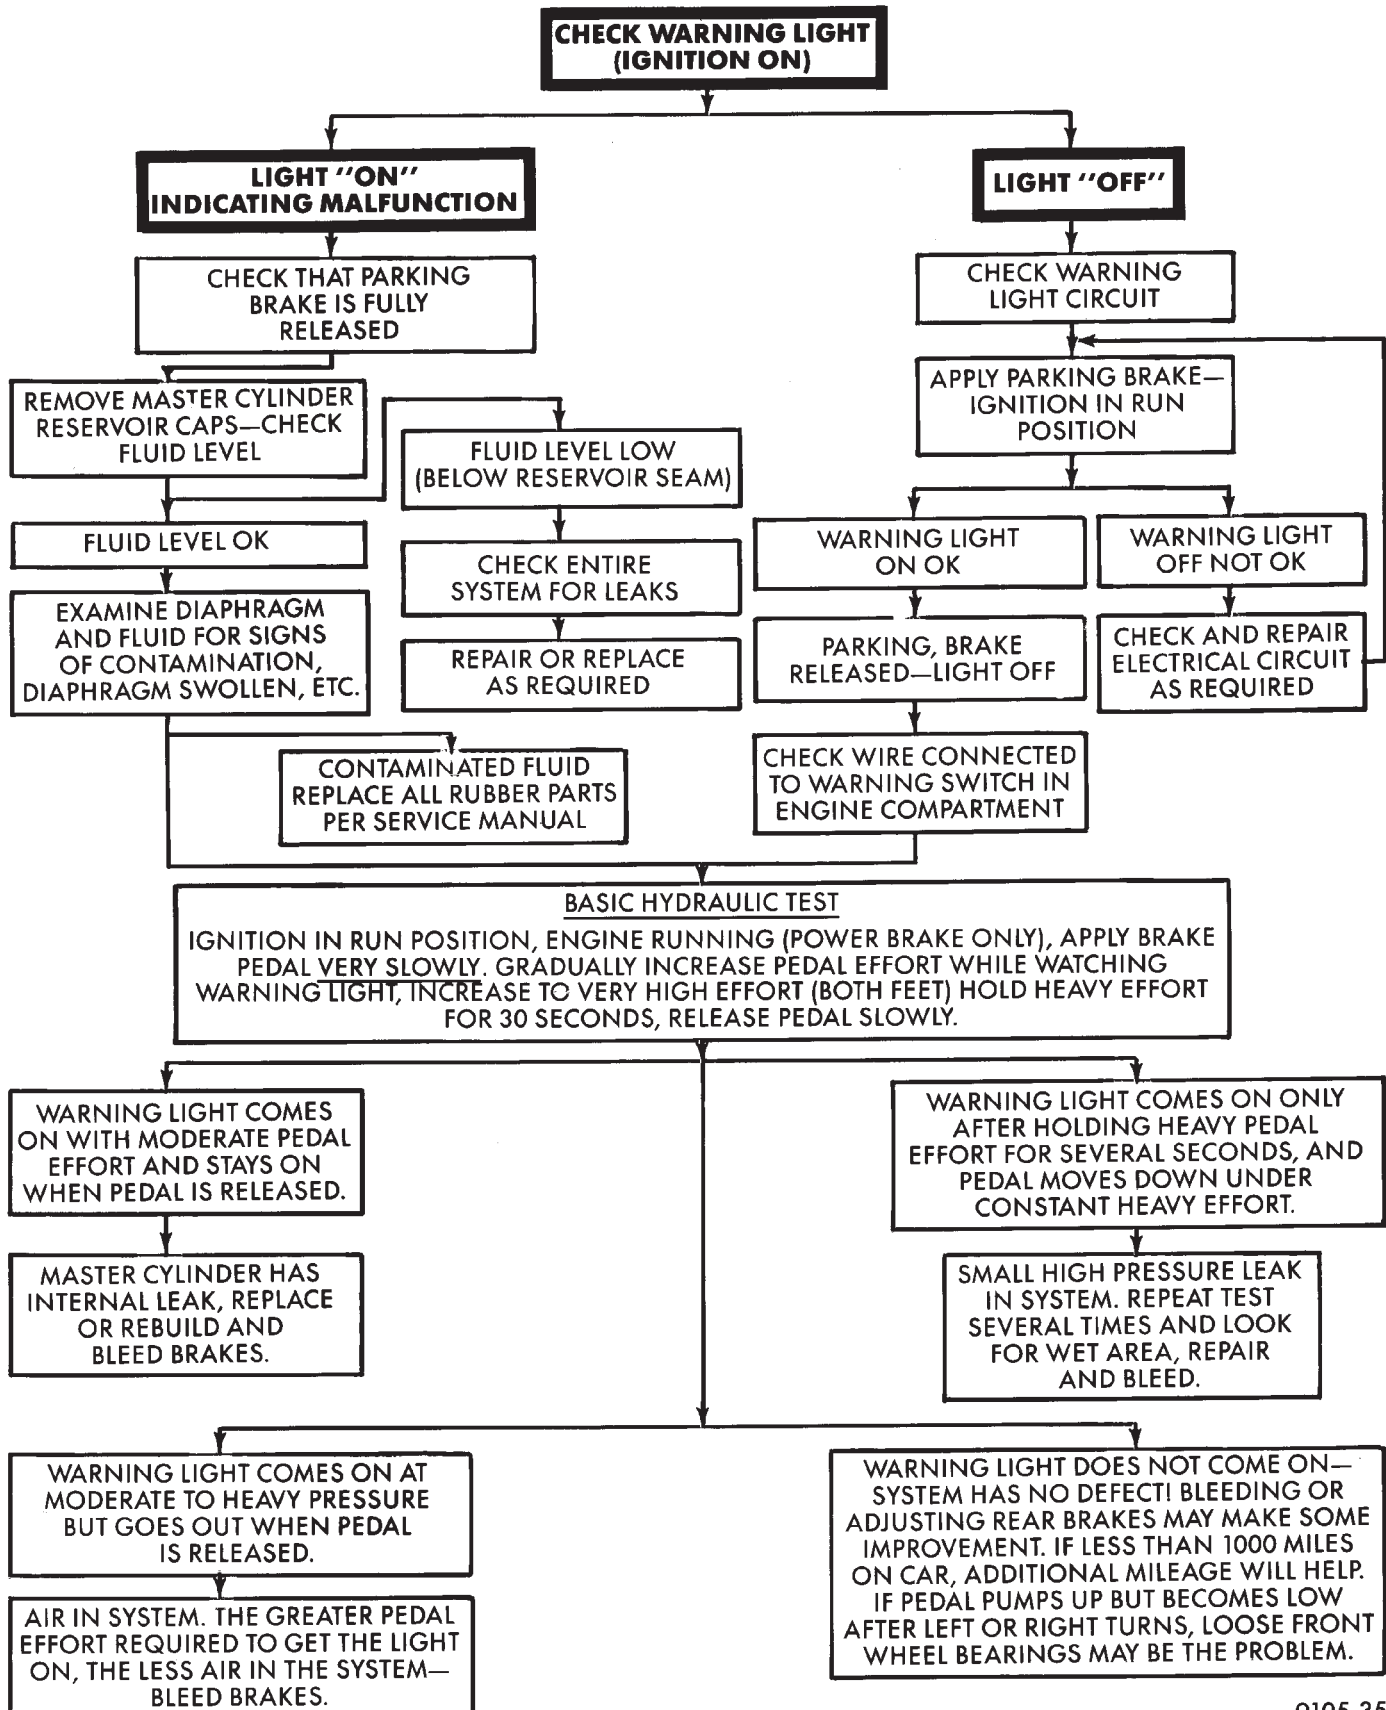 CHECK WARNING LIGHT
(IGNITION ON)
LIGHT "ON"
INDICATING MALFUNCTION
LIGHT "OFF"
CHECK THAT PARKING
BRAKE IS FULLY
RELEASED
CHECK WARNING
LIGHT CIRCUIT
REMOVE MASTER CYLINDER
RESERVOIR CAPS—CHECK
FLUID LEVEL
APPLY PARKING BRAKE—
IGNITION IN RUN
POSITION
FLUID LEVEL LOW
(BELOW RESERVOIR SEAM)
FLUID LEVEL OK
WARNING LIGHT
ON OK
WARNING LIGHT
OFF NOT OK
CHECK ENTIRE
SYSTEM FOR LEAKS
EXAMINE DIAPHRAGM
AND FLUID FOR SIGNS
OF CONTAMINATION,
DIAPHRAGM SWOLLEN, ETC.
REPAIR OR REPLACE
AS REQUIRED
PARKING, BRAKE
RELEASED—LIGHT OFF
CHECK AND REPAIR
ELECTRICAL CIRCUIT
AS REQUIRED
CONTAMINATED FLUID
REPLACE ALL RUBBER PARTS
PER SERVICE MANUAL
CHECK WIRE CONNECTED
TO WARNING SWITCH IN
ENGINE COMPARTMENT
BASIC HYDRAULIC TEST
IGNITION IN RUN POSITION, ENGINE RUNNING (POWER BRAKE ONLY), APPLY BRAKE
PEDAL VERY SLOWLY. GRADUALLY INCREASE PEDAL EFFORT WHILE WATCHING
WARNING LIGHT, INCREASE TO VERY HIGH EFFORT (BOTH FEET) HOLD HEAVY EFFORT
FOR 30 SECONDS, RELEASE PEDAL SLOWLY.
WARNING LIGHT COMES
ON WITH MODERATE PEDAL
EFFORT AND STAYS ON
WHEN PEDAL IS RELEASED.
WARNING LIGHT COMES ON ONLY
AFTER HOLDING HEAVY PEDAL
EFFORT FOR SEVERAL SECONDS, AND
PEDAL MOVES DOWN UNDER
CONSTANT HEAVY EFFORT.
MASTER CYLINDER HAS
INTERNAL LEAK, REPLACE
OR REBUILD AND
BLEED BRAKES.
SMALL HIGH PRESSURE LEAK
IN SYSTEM. REPEAT TEST
SEVERAL TIMES AND LOOK
FOR WET AREA, REPAIR
AND BLEED.
WARNING LIGHT COMES ON AT
MODERATE TO HEAVY PRESSURE
BUT GOES OUT WHEN PEDAL
IS RELEASED.
WARNING LIGHT DOES NOT COME ON—
SYSTEM HAS NO DEFECT! BLEEDING OR
ADJUSTING REAR BRAKES MAY MAKE SOME
IMPROVEMENT. IF LESS THAN 1000 MILES
ON CAR, ADDITIONAL MILEAGE WILL HELP.
IF PEDAL PUMPS UP BUT BECOMES LOW
AFTER LEFT OR RIGHT TURNS, LOOSE FRONT
WHEEL BEARINGS MAY BE THE PROBLEM.
AIR IN SYSTEM. THE GREATER PEDAL
EFFORT REQUIRED TO GET THE LIGHT
ON, THE LESS AIR IN THE SYSTEM—
BLEED BRAKES.